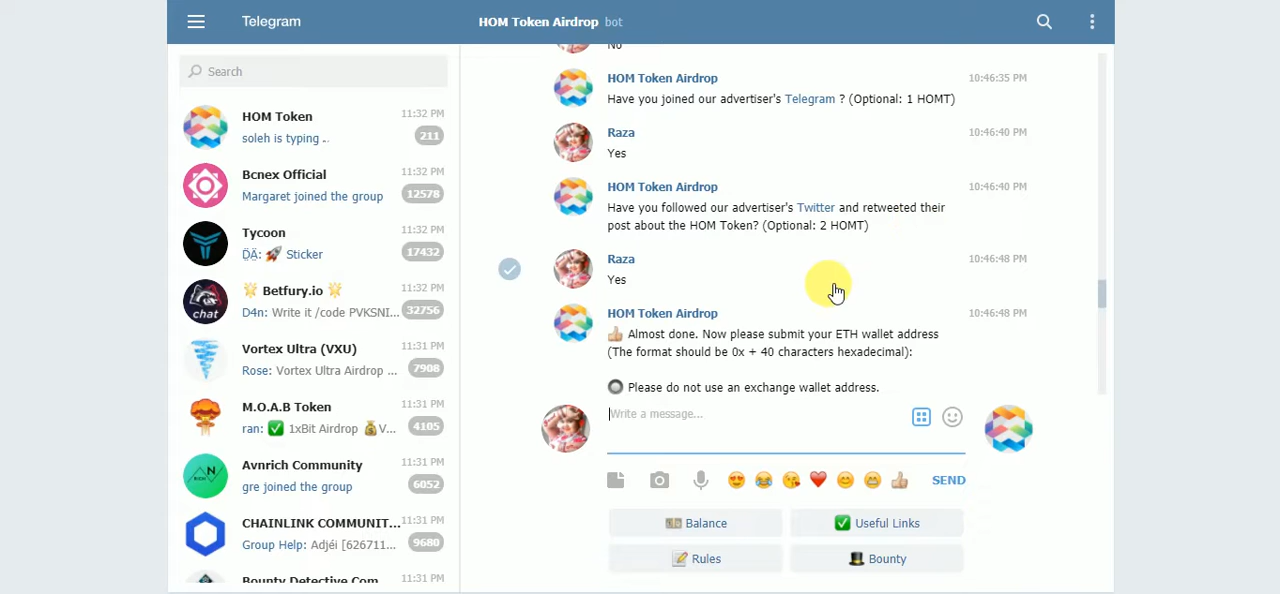 Telegram
HOM Token Airdrop bot
Search
HOM Token 11:32 PM
soleh is typing .. 211
Bcnex Official 11:32 PM
Margaret joined the group 12578
Tycoon 11:32 PM
🚀 Sticker 17432
🌟 Betfury.io 🌟 11:32 PM
D4n: Write it /code PVKSNI... 32756
chat
Vortex Ultra (VXU) 11:31 PM
Rose: Vortex Ultra Airdrop ... 7908
M.O.A.B Token 11:31 PM
ran: ✅ 1xBit Airdrop 💰V... 4105
Avnrich Community 11:31 PM
gre joined the group 6052
CHAINLINK COMMUNIT... 11:31 PM
Group Help: Adjéi [626711... 9680
Bounty Detective Com 11:31 PM
No
HOM Token Airdrop 10:46:35 PM
Have you joined our advertiser's Telegram ? (Optional: 1 HOMT)
Raza 10:46:40 PM
Yes
HOM Token Airdrop 10:46:40 PM
Have you followed our advertiser's Twitter and retweeted their
post about the HOM Token? (Optional: 2 HOMT)
Raza 10:46:48 PM
Yes
HOM Token Airdrop 10:46:48 PM
👍 Almost done. Now please submit your ETH wallet address
(The format should be 0x + 40 characters hexadecimal):
🔘 Please do not use an exchange wallet address.
Write a message...
😍 😂 😘 ❤️ 😊 😁 👍 SEND
💵 Balance
✅ Useful Links
📝 Rules
🎩 Bounty